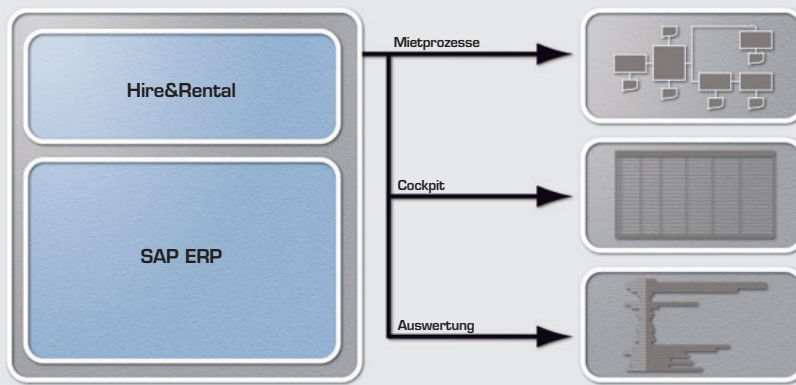 Hire&Rental
SAP ERP
Mietprozesse
Cockpit
Auswertung